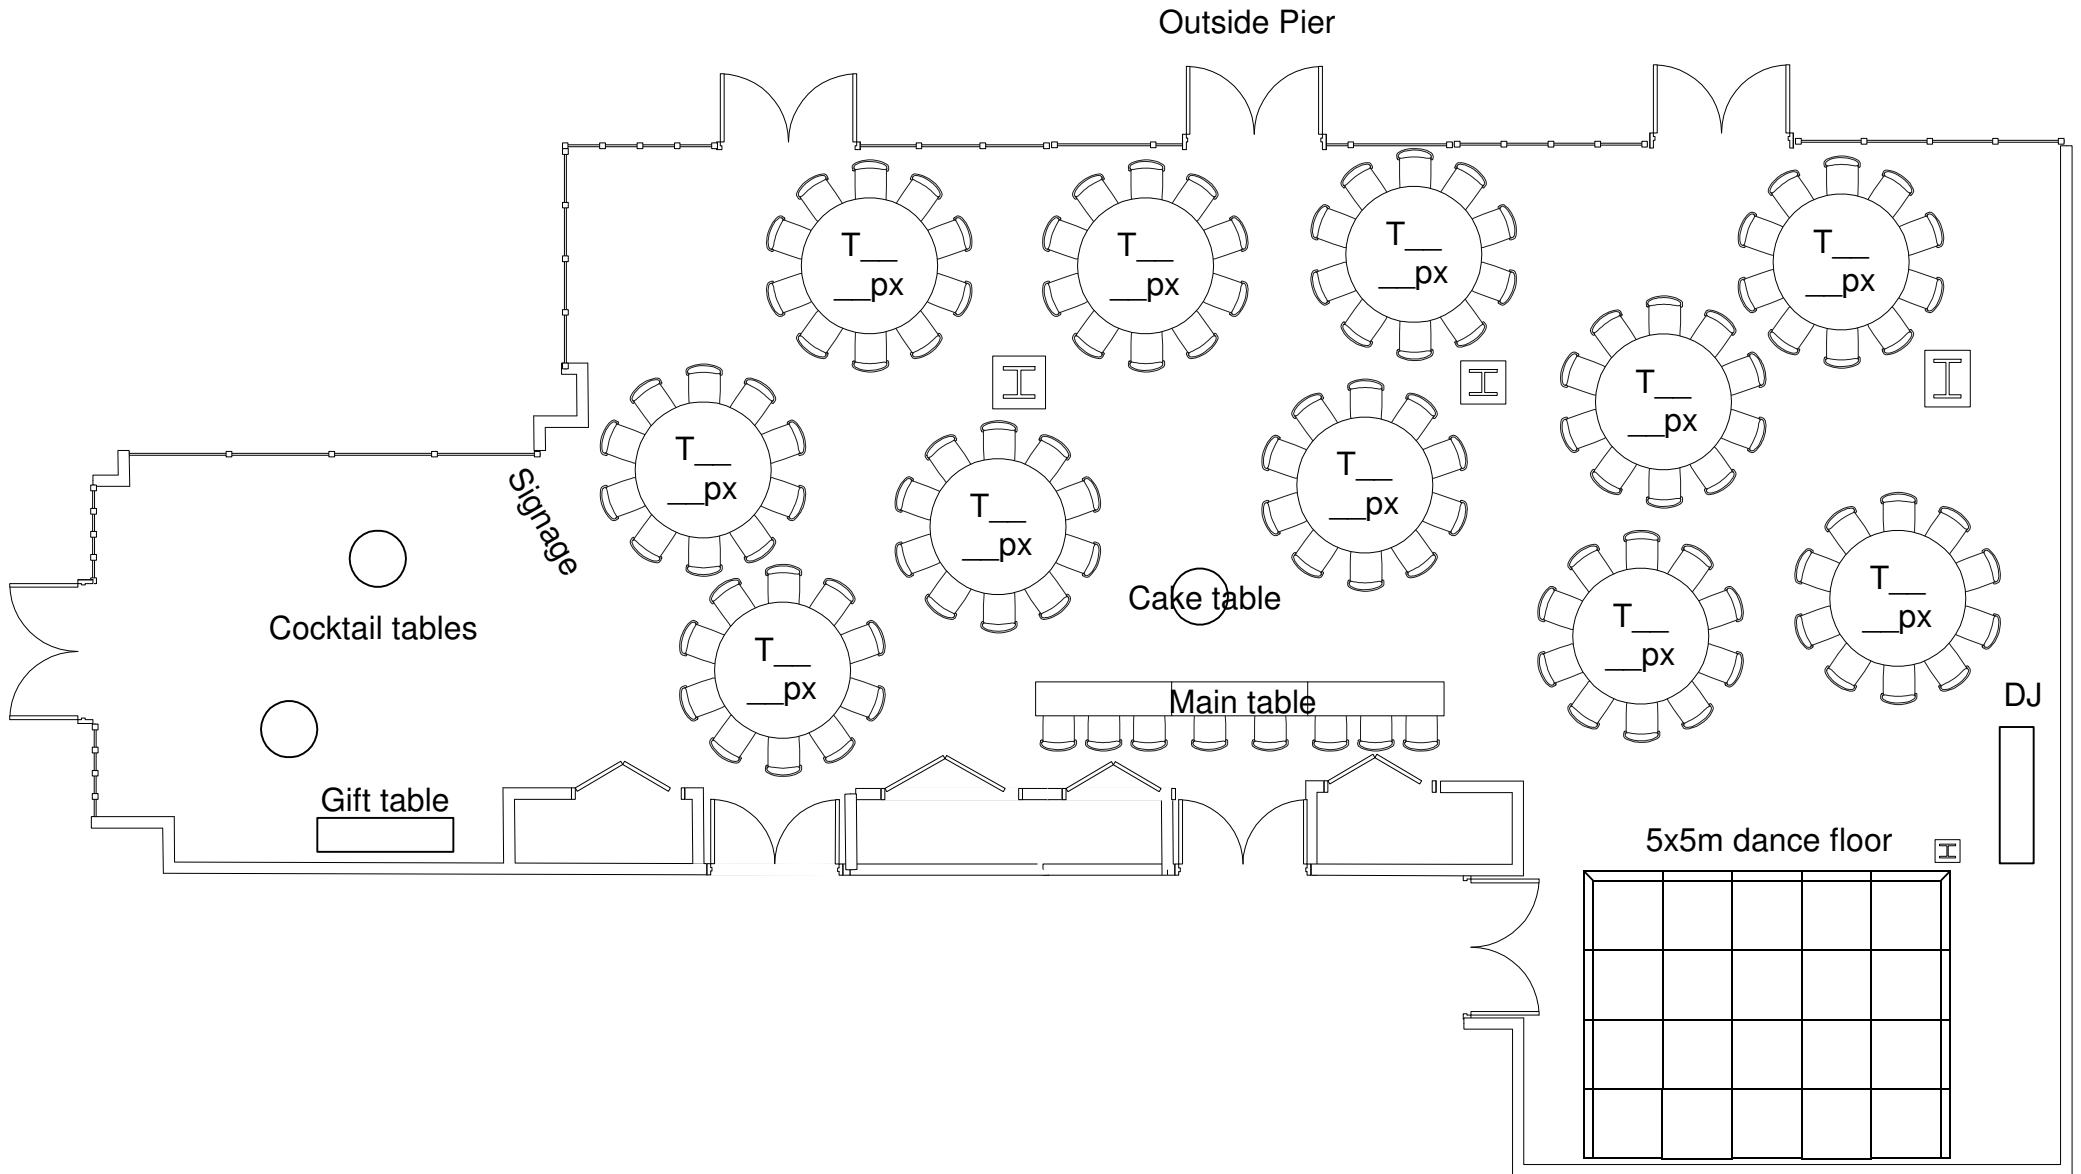 Outside Pier
T__
__px
T__
__px
T__
__px
T__
__px
T__
__px
T__
__px
T__
__px
T__
__px
Signage
Cocktail tables
Cake table
T__
__px
T__
__px
T__
__px
Main table
DJ
Gift table
5x5m dance floor